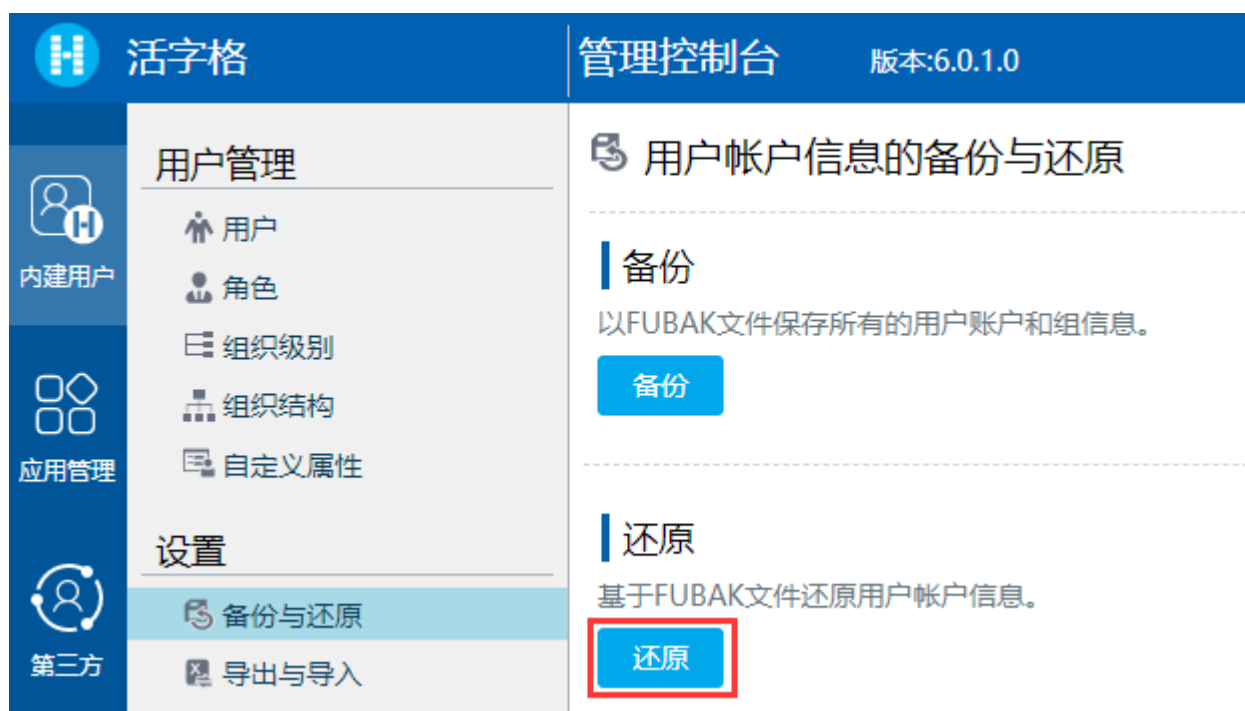 活字格
管理控制台
版本:6.0.1.0
内建用户
应用管理
第三方
用户管理
用户
角色
组织级别
组织结构
自定义属性
设置
备份与还原
导出与导入
用户帐户信息的备份与还原
备份
以FUBAK文件保存所有的用户账户和组信息。
备份
还原
基于FUBAK文件还原用户帐户信息。
还原